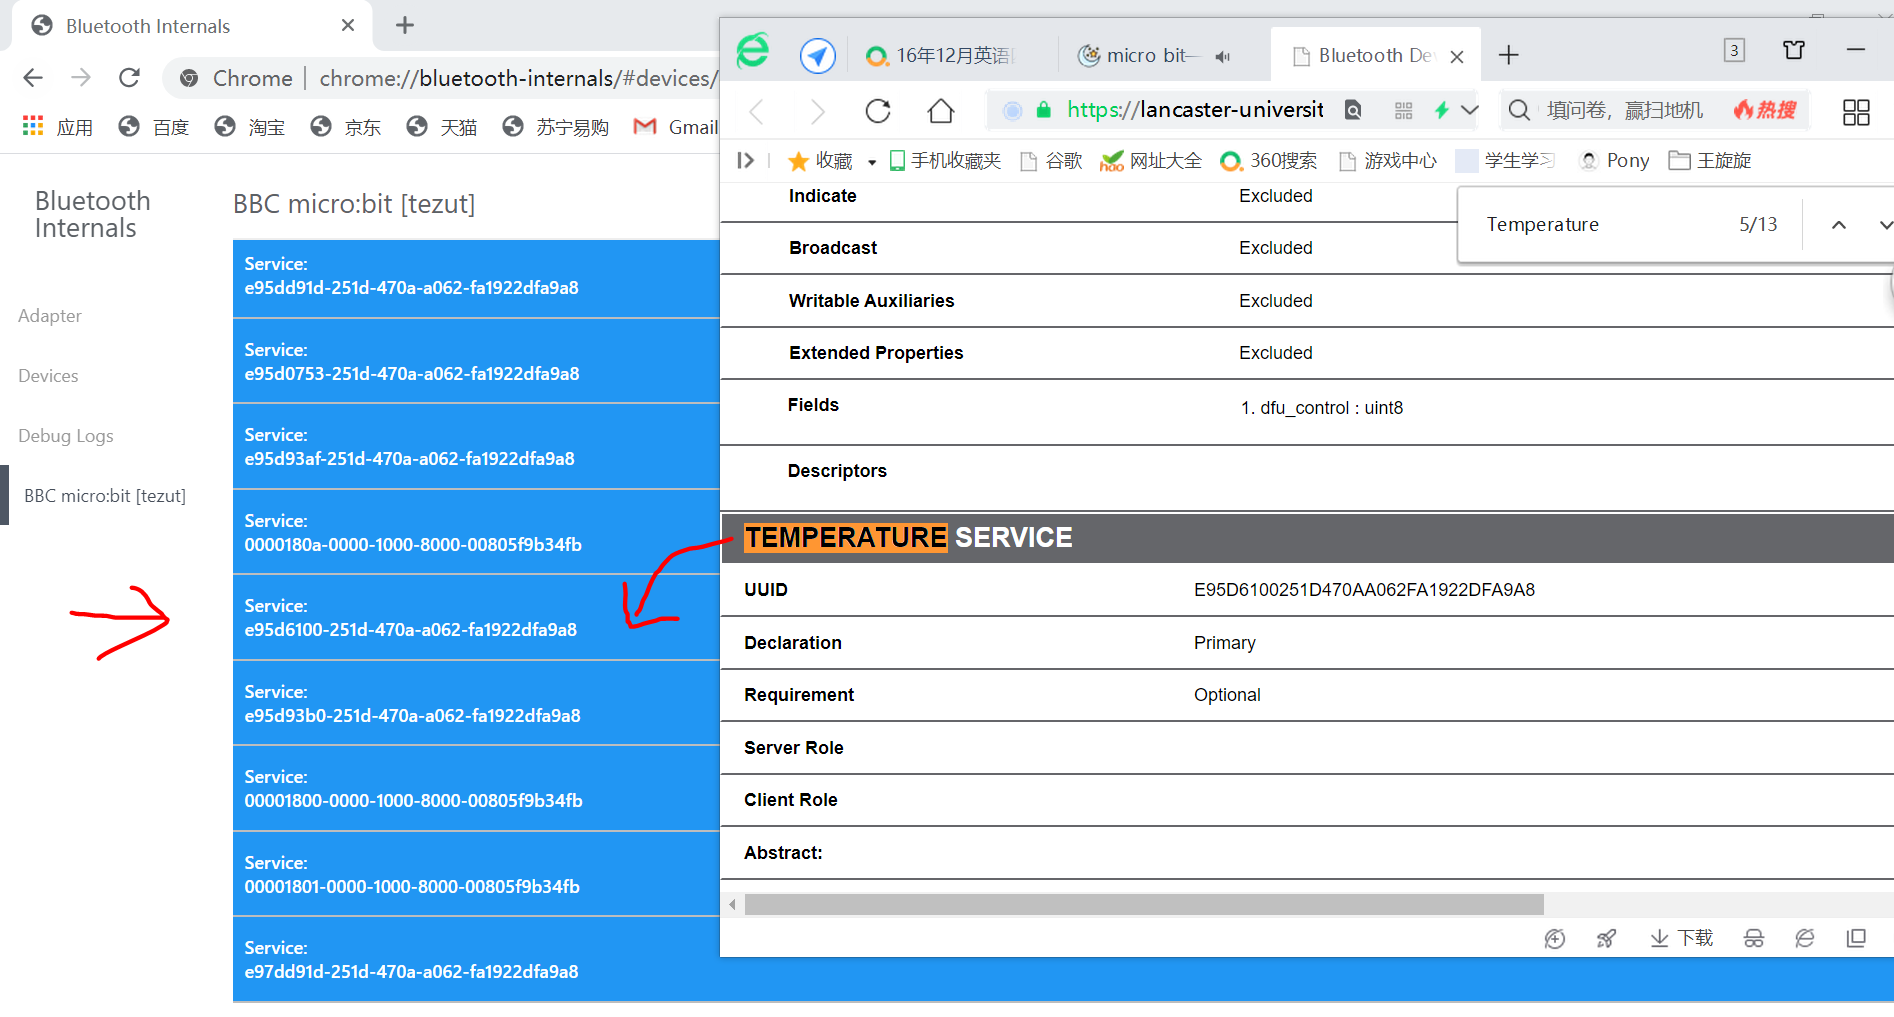 Bluetooth Internals
Chrome
chrome://bluetooth-internals/#devices/
应用
百度
淘宝
京东
天猫
苏宁易购
Gmail
Bluetooth
Internals
Adapter
Devices
Debug Logs
BBC micro:bit [tezut]
BBC micro:bit [tezut]
Service:
e95dd91d-251d-470a-a062-fa1922dfa9a8
Service:
e95d0753-251d-470a-a062-fa1922dfa9a8
Service:
e95d93af-251d-470a-a062-fa1922dfa9a8
Service:
0000180a-0000-1000-8000-00805f9b34fb
Service:
e95d6100-251d-470a-a062-fa1922dfa9a8
Service:
e95d93b0-251d-470a-a062-fa1922dfa9a8
Service:
00001800-0000-1000-8000-00805f9b34fb
Service:
00001801-0000-1000-8000-00805f9b34fb
Service:
e97dd91d-251d-470a-a062-fa1922dfa9a8
16年12月英语
micro bit
Bluetooth De
3
https://lancaster-universit
填问卷，赢扫地机
热搜
收藏
手机收藏夹
谷歌
hao
网址大全
360搜索
游戏中心
学生学习
Pony
王旋旋
Temperature 5/13
Indicate Excluded
Broadcast Excluded
Writable Auxiliaries Excluded
Extended Properties Excluded
Fields 1. dfu_control : uint8
Descriptors
TEMPERATURE SERVICE
UUID E95D6100251D470AA062FA1922DFA9A8
Declaration Primary
Requirement Optional
Server Role
Client Role
Abstract:
下载